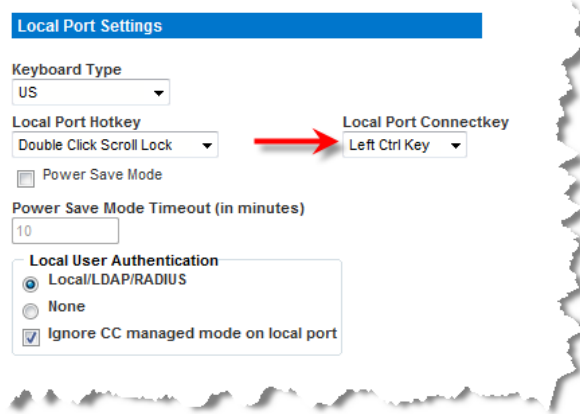 Local Port Settings
Keyboard Type
US
Local Port Hotkey
Local Port Connectkey
Double Click Scroll Lock
Left Ctrl Key
Power Save Mode
Power Save Mode Timeout (in minutes)
10
Local User Authentication
Local/LDAP/RADIUS
None
Ignore CC managed mode on local port